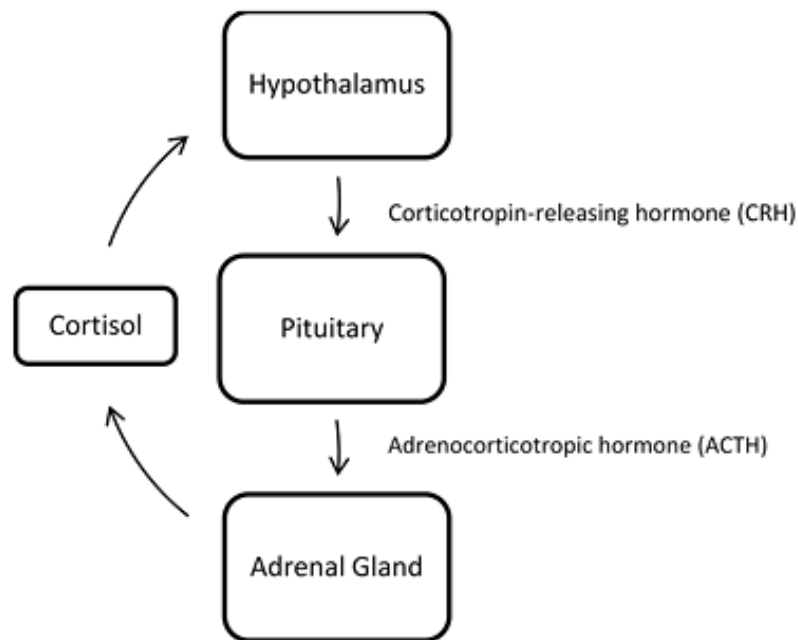 Hypothalamus
Corticotropin-releasing hormone (CRH)
Cortisol
Pituitary
Adrenocorticotropic hormone (ACTH)
Adrenal Gland